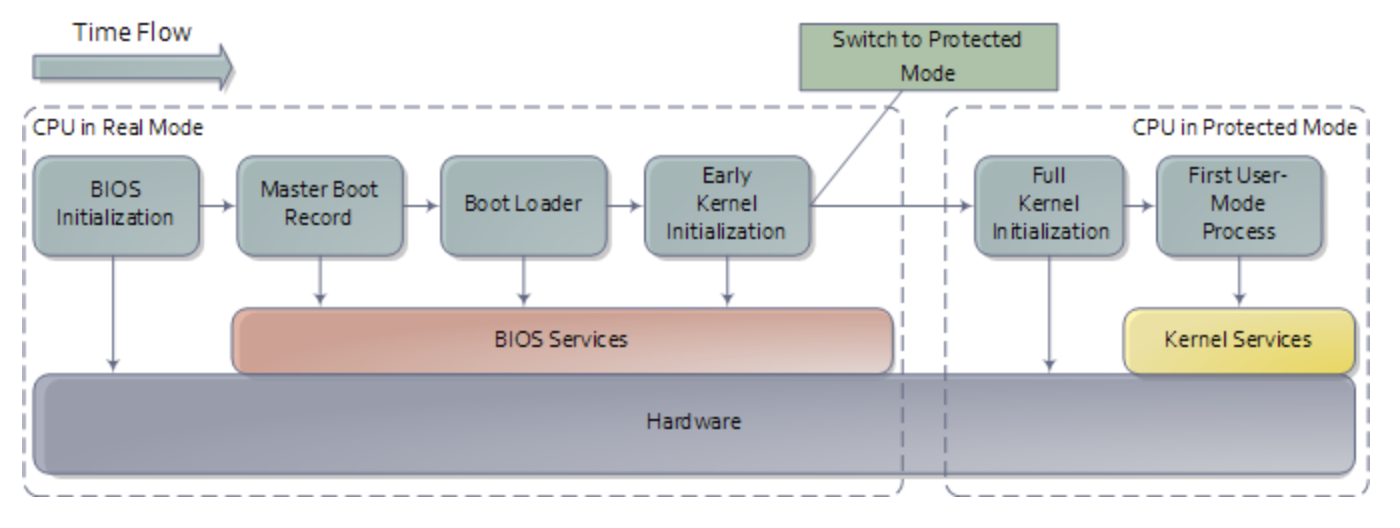 Time Flow
Switch to Protected
Mode
CPU in Real Mode
CPU in Protected Mode
BIOS
Initialization
Master Boot
Record
Boot Loader
Early
Kernel
Initialization
Full
Kernel
Initialization
First User-
Mode
Process
BIOS Services
Kernel Services
Hardware